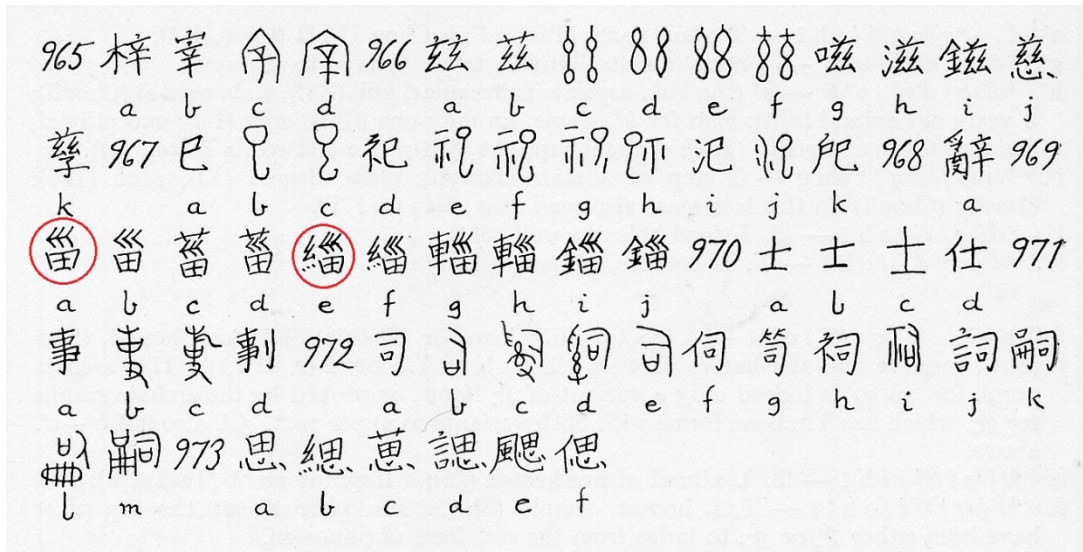 965 梓 宰 966 玆 茲 嗞 滋 鎡 慈
a b c d a b c d e f g h i j
孳 967 巳 祀 汜 968 辭 969
k a b c d e f g h i j a
甾 甾 菑 菑 緇 緇 輜 輜 錙 錙 970 士 士 士 仕 971
a b c d e f g h i j a b c d
事 剚 972 司 司 伺 笥 祠 詞 嗣
a b c d a b c d e f g h i j k
嗣 973 思 緦 葸 諰 颸 偲
l m a b c d e f